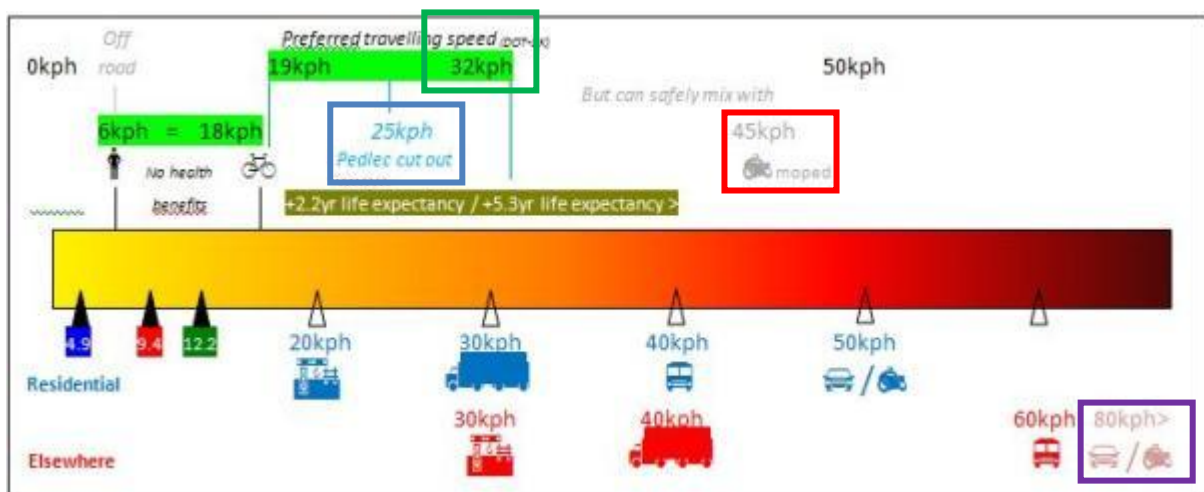 Off
road
Preferred travelling speed (DOT-UK)
0kph
19kph
32kph
50kph
But can safely mix with
6kph = 18kph
25kph
Pedlec cut out
45kph
moped
No health
benefits
+2.2yr life expectancy / +5.3yr life expectancy >
4.9
9.4
12.2
20kph
30kph
40kph
50kph
Residential
30kph
40kph
60kph
80kph>
/
/
Elsewhere